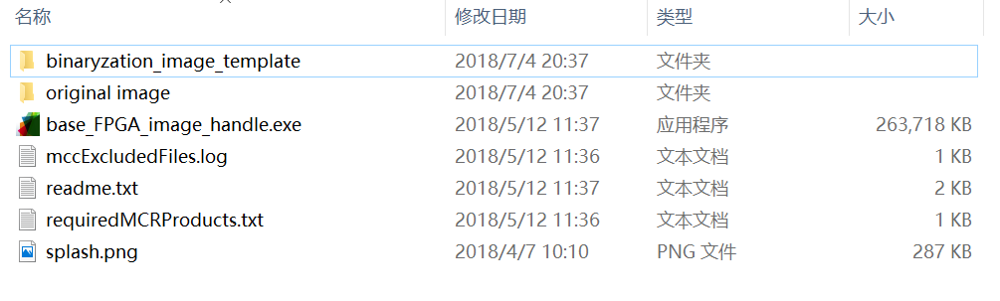 名称 修改日期 类型 大小
binaryzation_image_template 2018/7/4 20:37 文件夹
original image 2018/7/4 20:37 文件夹
base_FPGA_image_handle.exe 2018/5/12 11:37 应用程序 263,718 KB
mccExcludedFiles.log 2018/5/12 11:36 文本文档 1 KB
readme.txt 2018/5/12 11:37 文本文档 2 KB
requiredMCRProducts.txt 2018/5/12 11:36 文本文档 1 KB
splash.png 2018/4/7 10:10 PNG 文件 287 KB